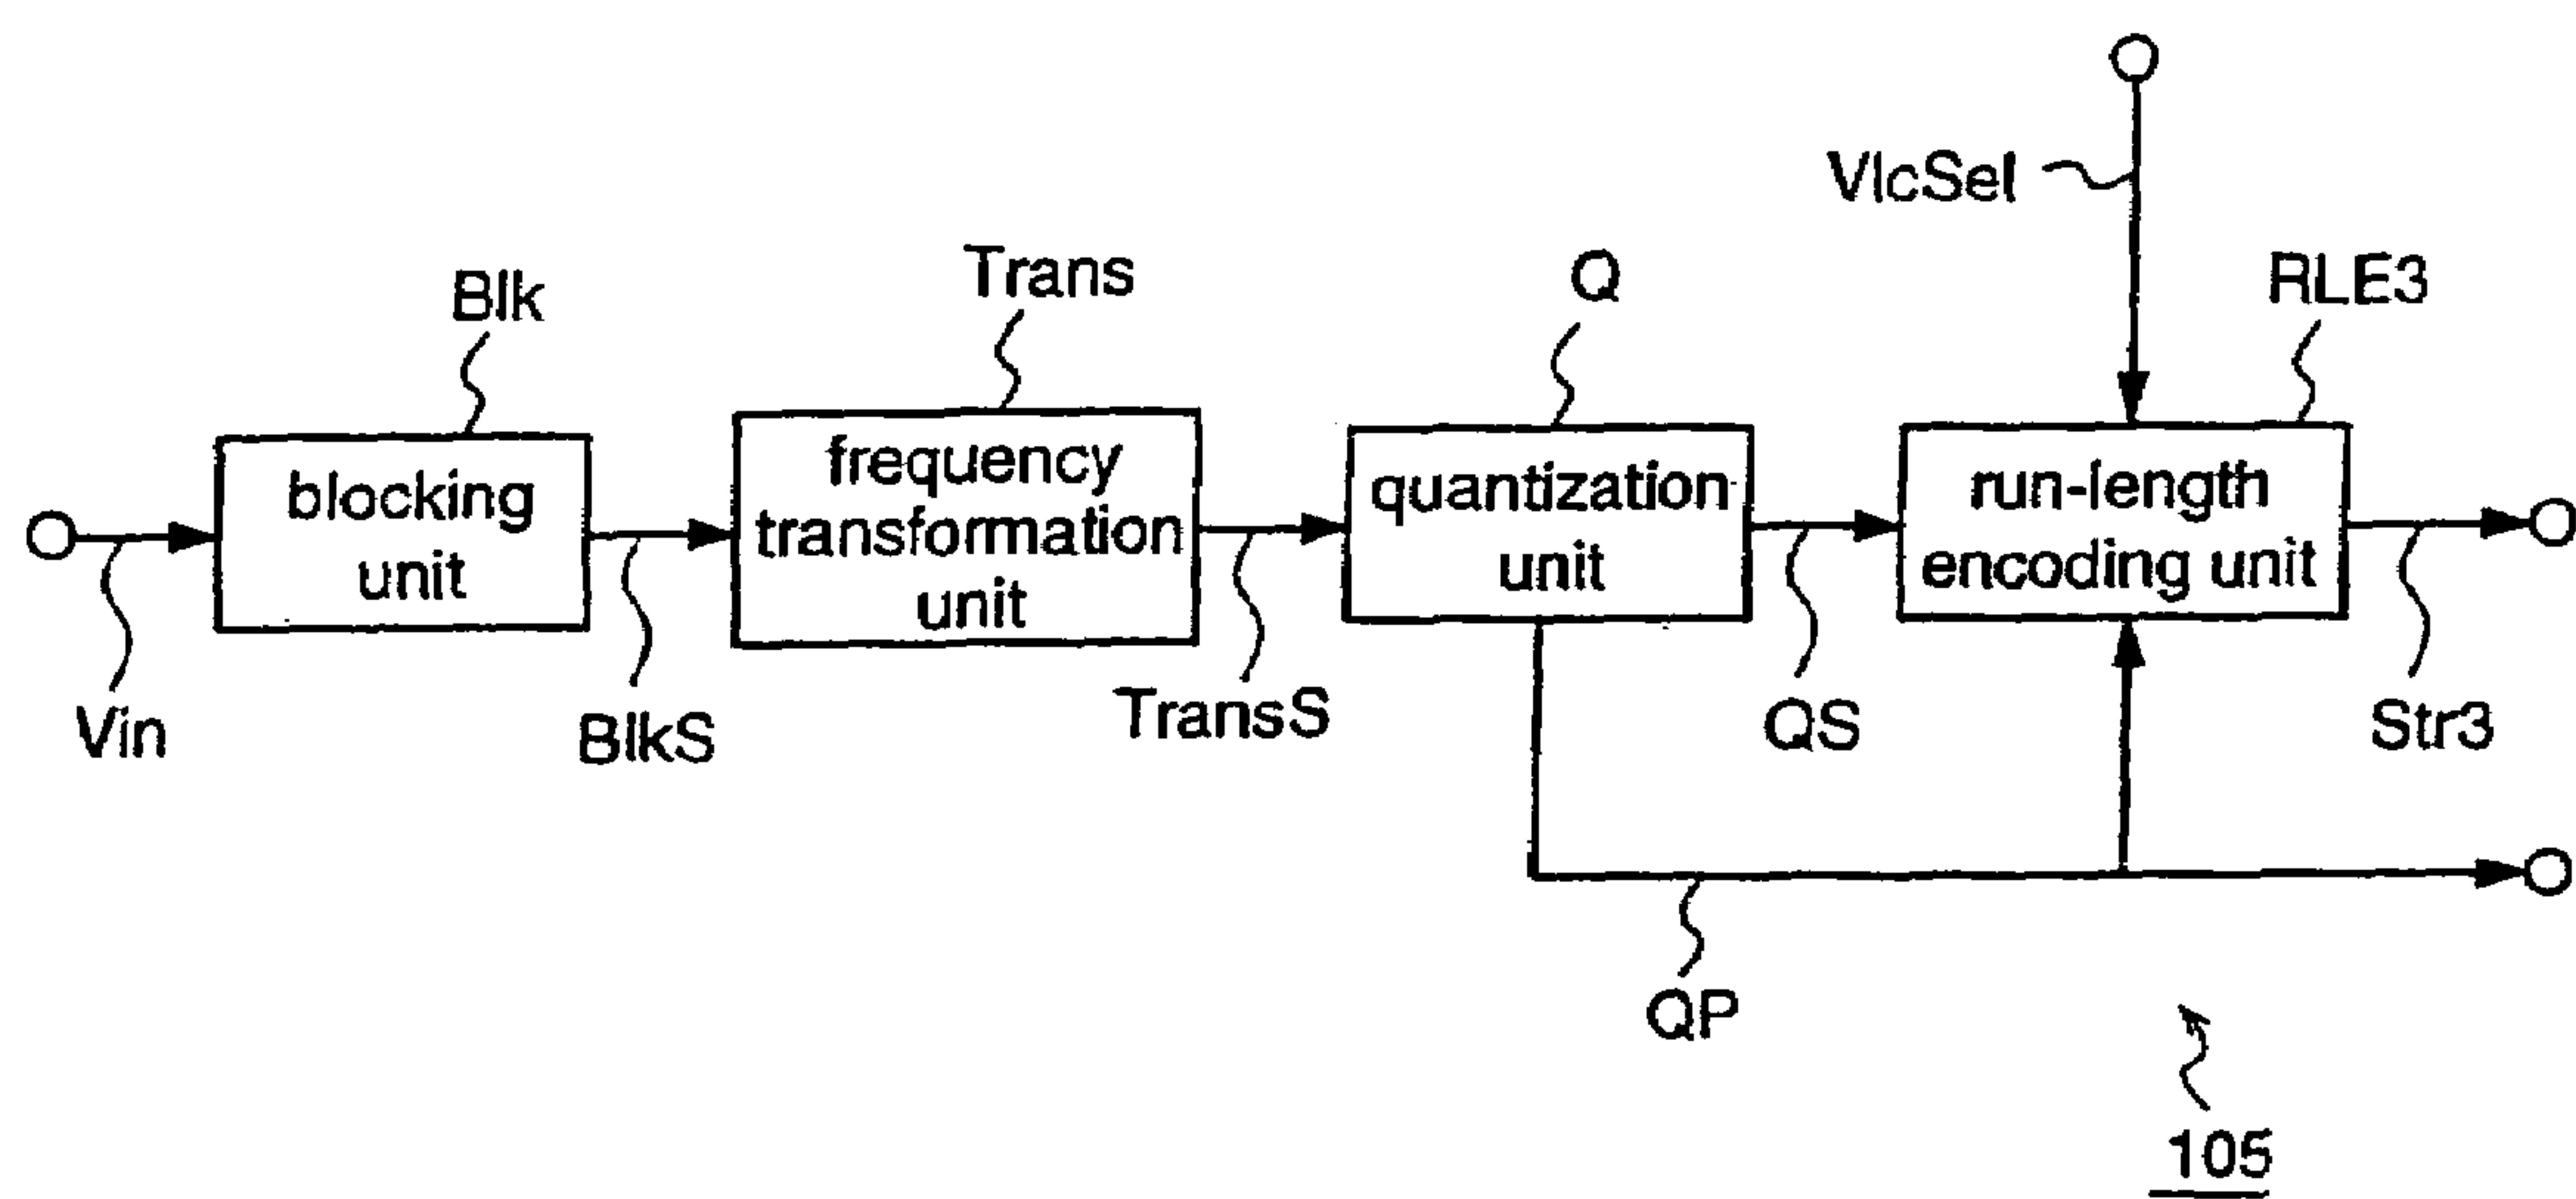 VlcSel
Blk
Trans
Q
RLE3
blocking
unit
frequency
transformation
unit
quantization
unit
run-length
encoding unit
Vin
BlkS
TransS
QS
Str3
QP
105